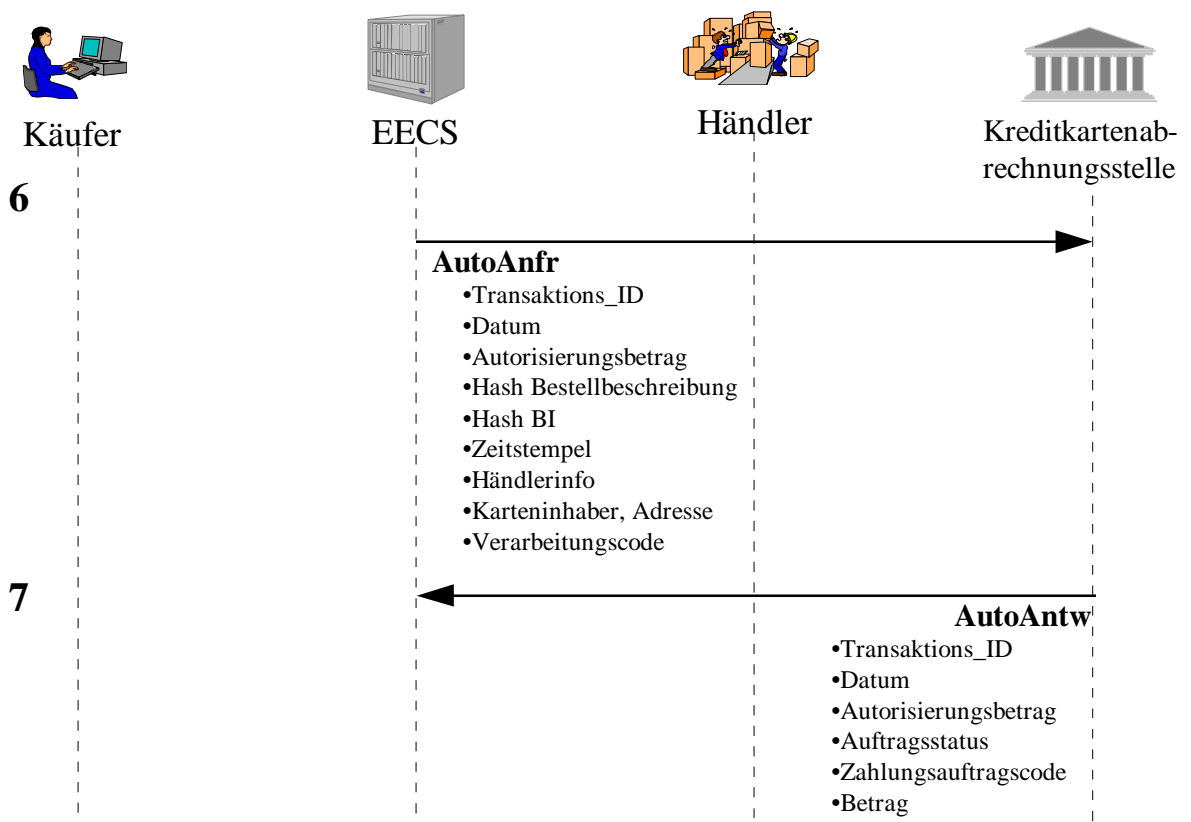 Käufer
EECS
Händler
Kreditkartenab-
rechnungsstelle
6
AutoAnfr
•Transaktions_ID
•Datum
•Autorisierungsbetrag
•Hash Bestellbeschreibung
•Hash BI
•Zeitstempel
•Händlerinfo
•Karteninhaber, Adresse
•Verarbeitungscode
7
AutoAntw
•Transaktions_ID
•Datum
•Autorisierungsbetrag
•Auftragsstatus
•Zahlungsauftragscode
•Betrag